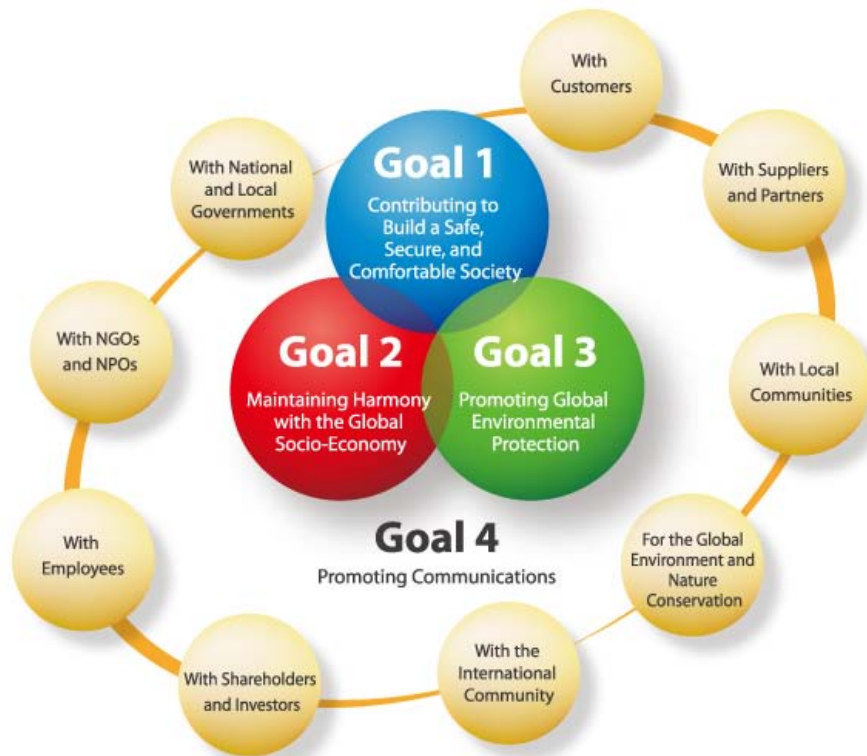 With
Customers
With Suppliers
and Partners
With National
and Local
Governments
Goal 1
Contributing to
Build a Safe,
Secure, and
Comfortable Society
With NGOs
and NPOs
Goal 2
Maintaining Harmony
with the Global
Socio-Economy
Goal 3
Promoting Global
Environmental
Protection
With Local
Communities
Goal 4
Promoting Communications
With
Employees
For the Global
Environment and
Nature
Conservation
With Shareholders
and Investors
With the
International
Community